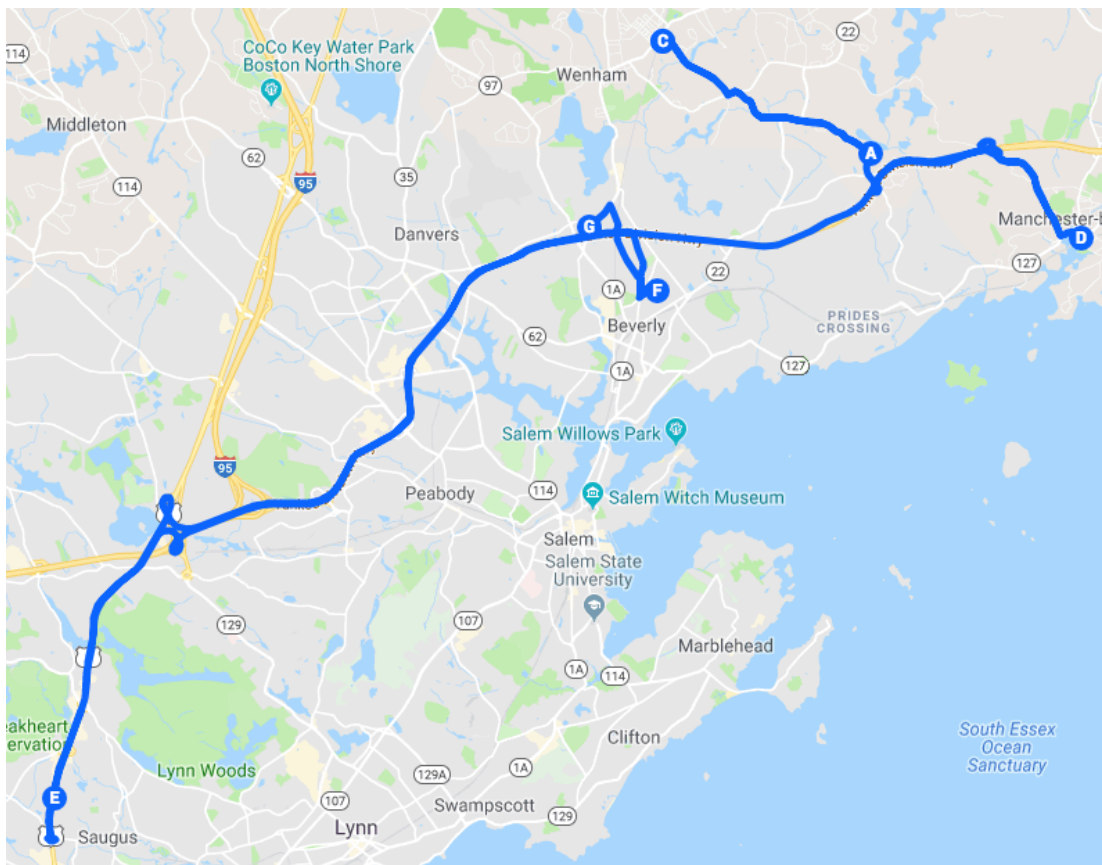 114
CoCo Key Water Park
Boston North Shore
C
22
Wenham
97
Middleton
62
A
114
35
95
Danvers
G
Manchester-b
D
127
22
1A
F
Beverly
PRIDES
CROSSING
62
1A
127
Salem Willows Park
95
Peabody
114
Salem Witch Museum
Salem
Salem State
University
129
107
Marblehead
1A
114
eakheart
ervation
Clifton
South Essex
Ocean
Sanctuary
Lynn Woods
129A
1A
E
107
Swampscott
129
Lynn
Saugus